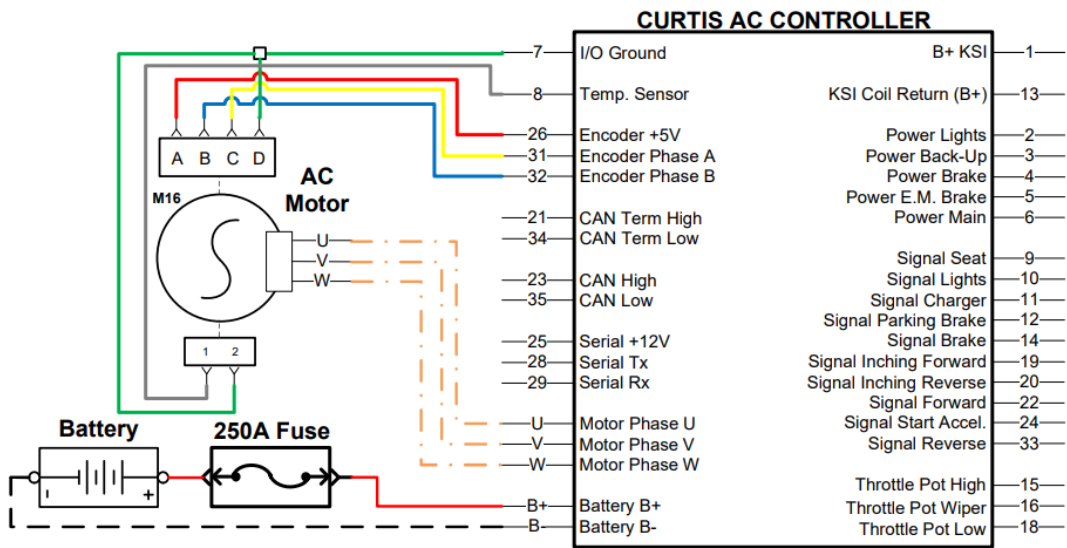 CURTIS AC CONTROLLER
7 I/O Ground B+ KSI 1
8 Temp. Sensor KSI Coil Return (B+) 13
26 Encoder +5V Power Lights 2
31 Encoder Phase A Power Back-Up 3
32 Encoder Phase B Power Brake 4
Power E.M. Brake 5
21 CAN Term High Power Main 6
34 CAN Term Low
Signal Seat 9
23 CAN High Signal Lights 10
35 CAN Low Signal Charger 11
Signal Parking Brake 12
25 Serial +12V Signal Brake 14
28 Serial Tx Signal Inching Forward 19
29 Serial Rx Signal Inching Reverse 20
Signal Forward 22
U Motor Phase U Signal Start Accel. 24
V Motor Phase V Signal Reverse 33
W Motor Phase W
Throttle Pot High 15
B+ Battery B+ Throttle Pot Wiper 16
B- Battery B- Throttle Pot Low 18
A B C D
M16
AC
Motor
U
V
W
1 2
Battery
- +
250A Fuse